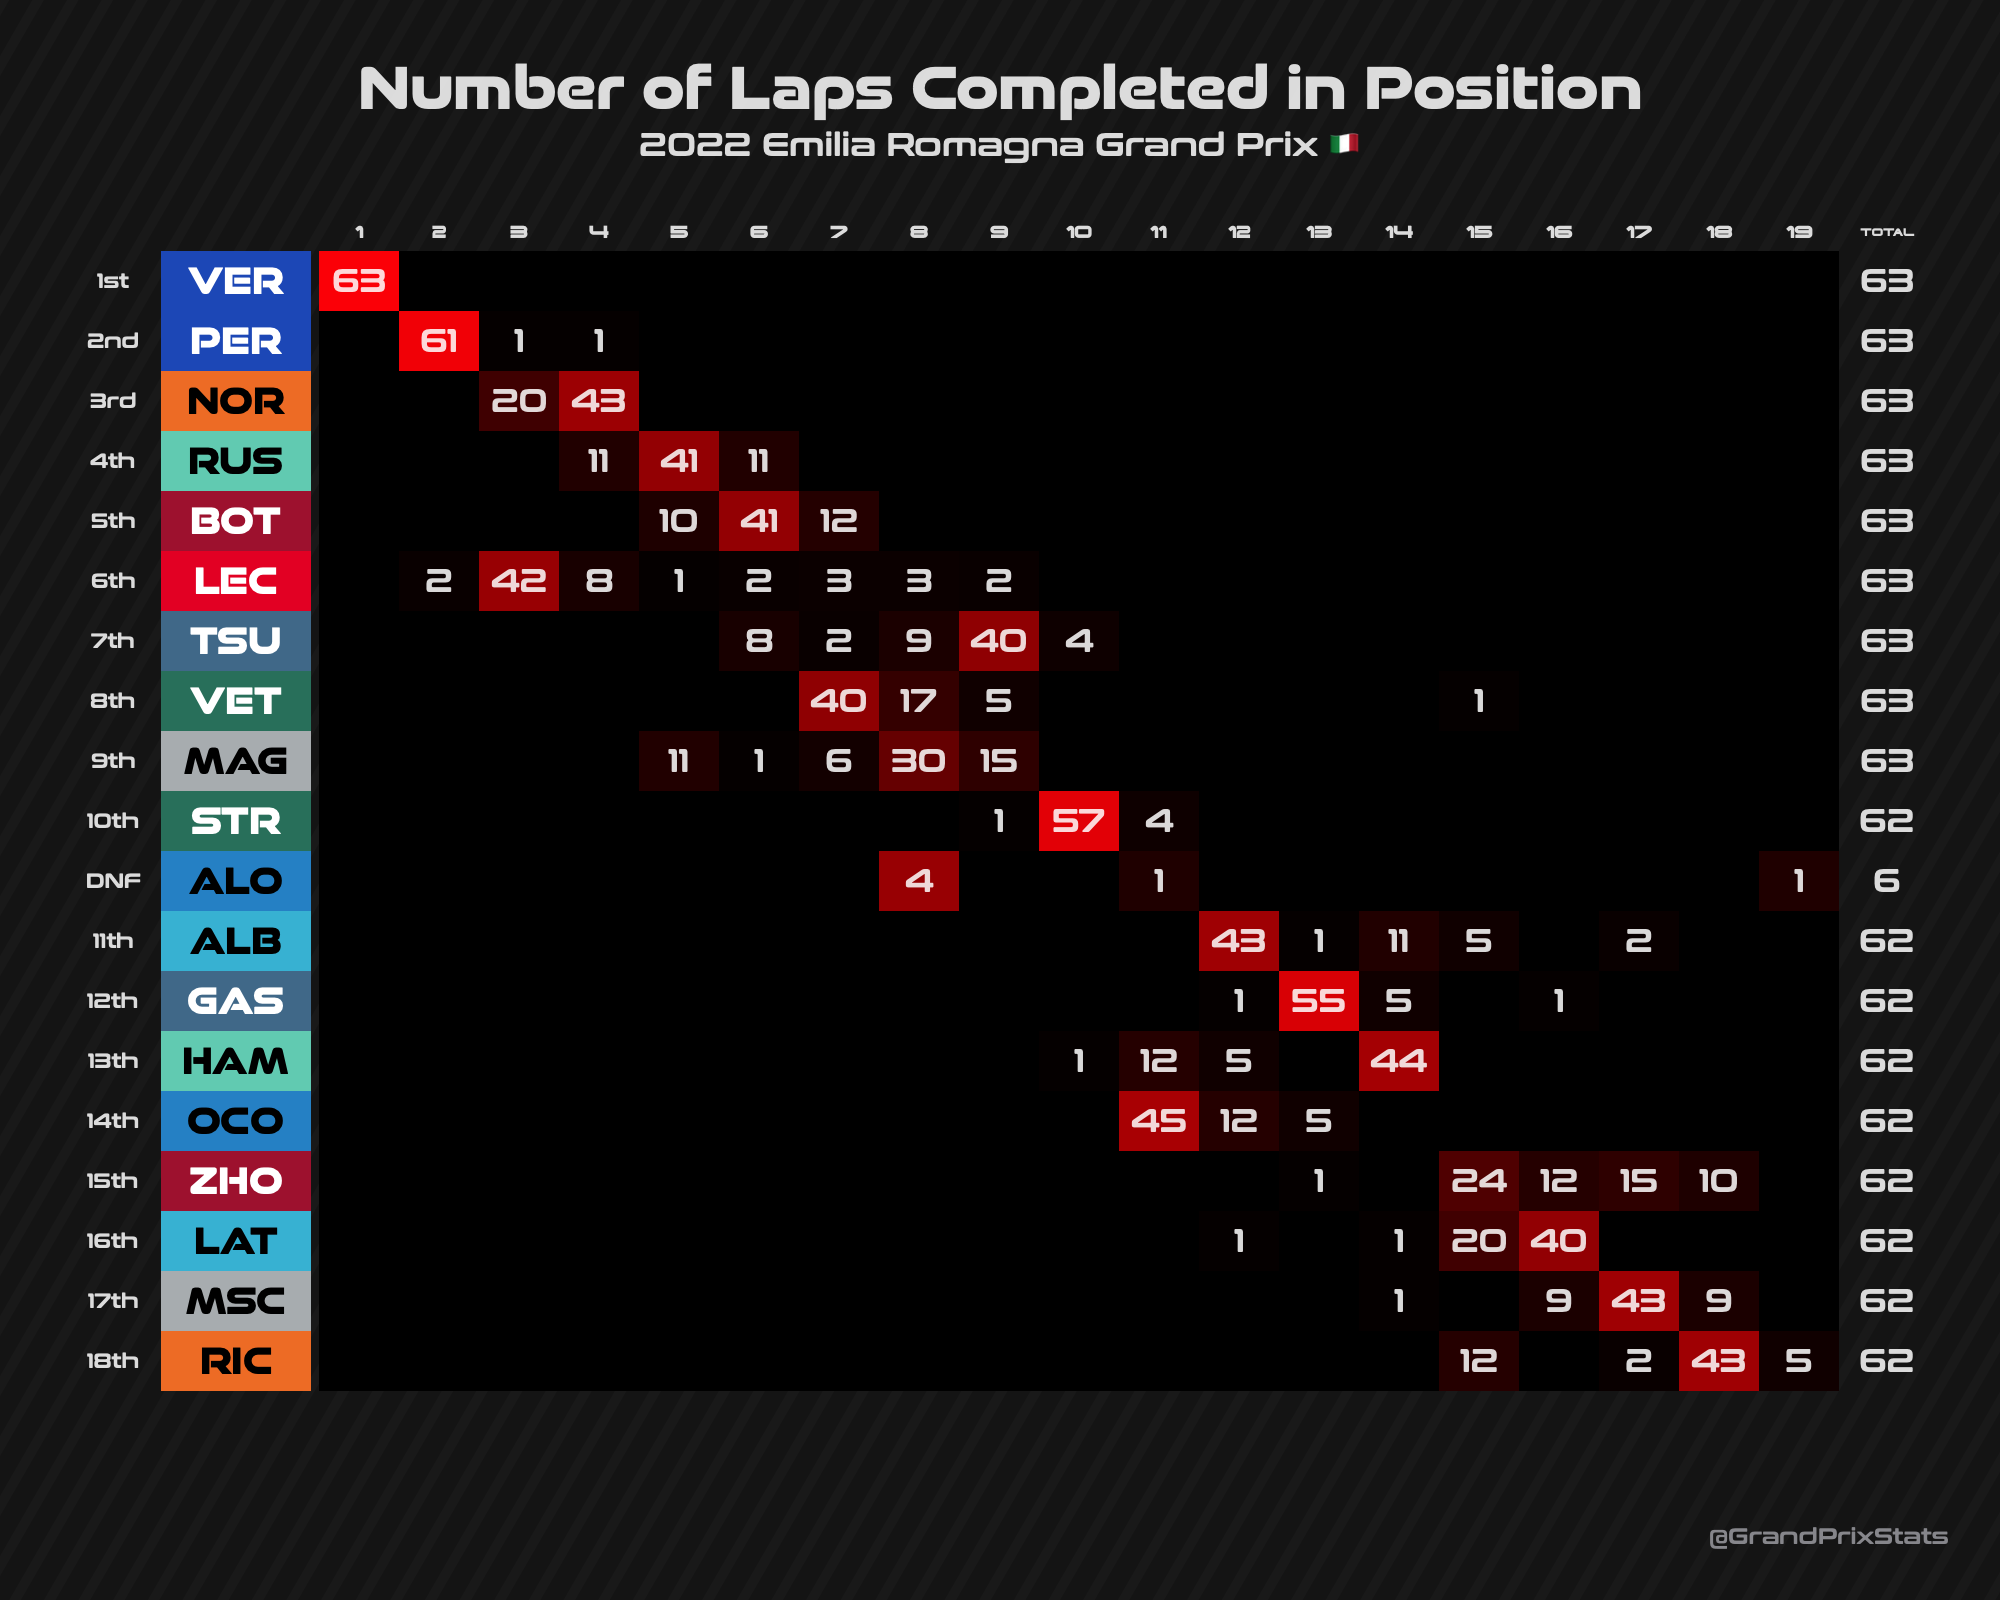 Number of Laps Completed in Position
2022 Emilia Romagna Grand Prix 🇮🇹
1 2 3 4 5 6 7 8 9 10 11 12 13 14 15 16 17 18 19 TOTAL
1st VER 63 63
2nd PER 61 1 1 63
3rd NOR 20 43 63
4th RUS 11 41 11 63
5th BOT 10 41 12 63
6th LEC 2 42 8 1 2 3 3 2 63
7th TSU 8 2 9 40 4 63
8th VET 40 17 5 1 63
9th MAG 11 1 6 30 15 63
10th STR 1 57 4 62
DNF ALO 4 1 1 6
11th ALB 43 1 11 5 2 62
12th GAS 1 55 5 1 62
13th HAM 1 12 5 44 62
14th OCO 45 12 5 62
15th ZHO 1 24 12 15 10 62
16th LAT 1 1 20 40 62
17th MSC 1 9 43 9 62
18th RIC 12 2 43 5 62
@GrandPrixStats